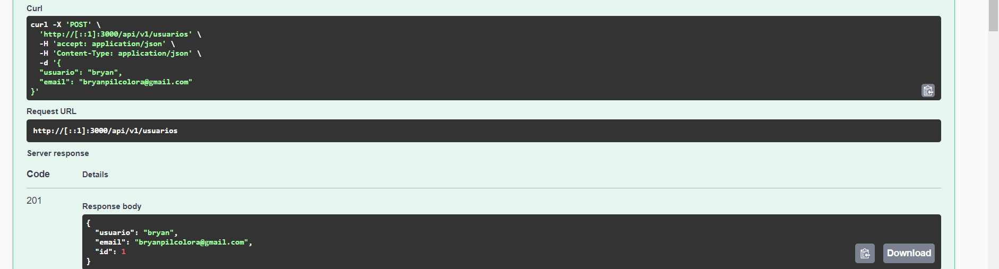 Curl
curl -X 'POST' \
  'http://[::1]:3000/api/v1/usuarios' \
  -H 'accept: application/json' \
  -H 'Content-Type: application/json' \
  -d '{
  "usuario": "bryan",
  "email": "bryanpilcolora@gmail.com"
}'
Request URL
http://[::1]:3000/api/v1/usuarios
Server response
Code Details
201
Response body
{
  "usuario": "bryan",
  "email": "bryanpilcolora@gmail.com",
  "id": 1
}
Download